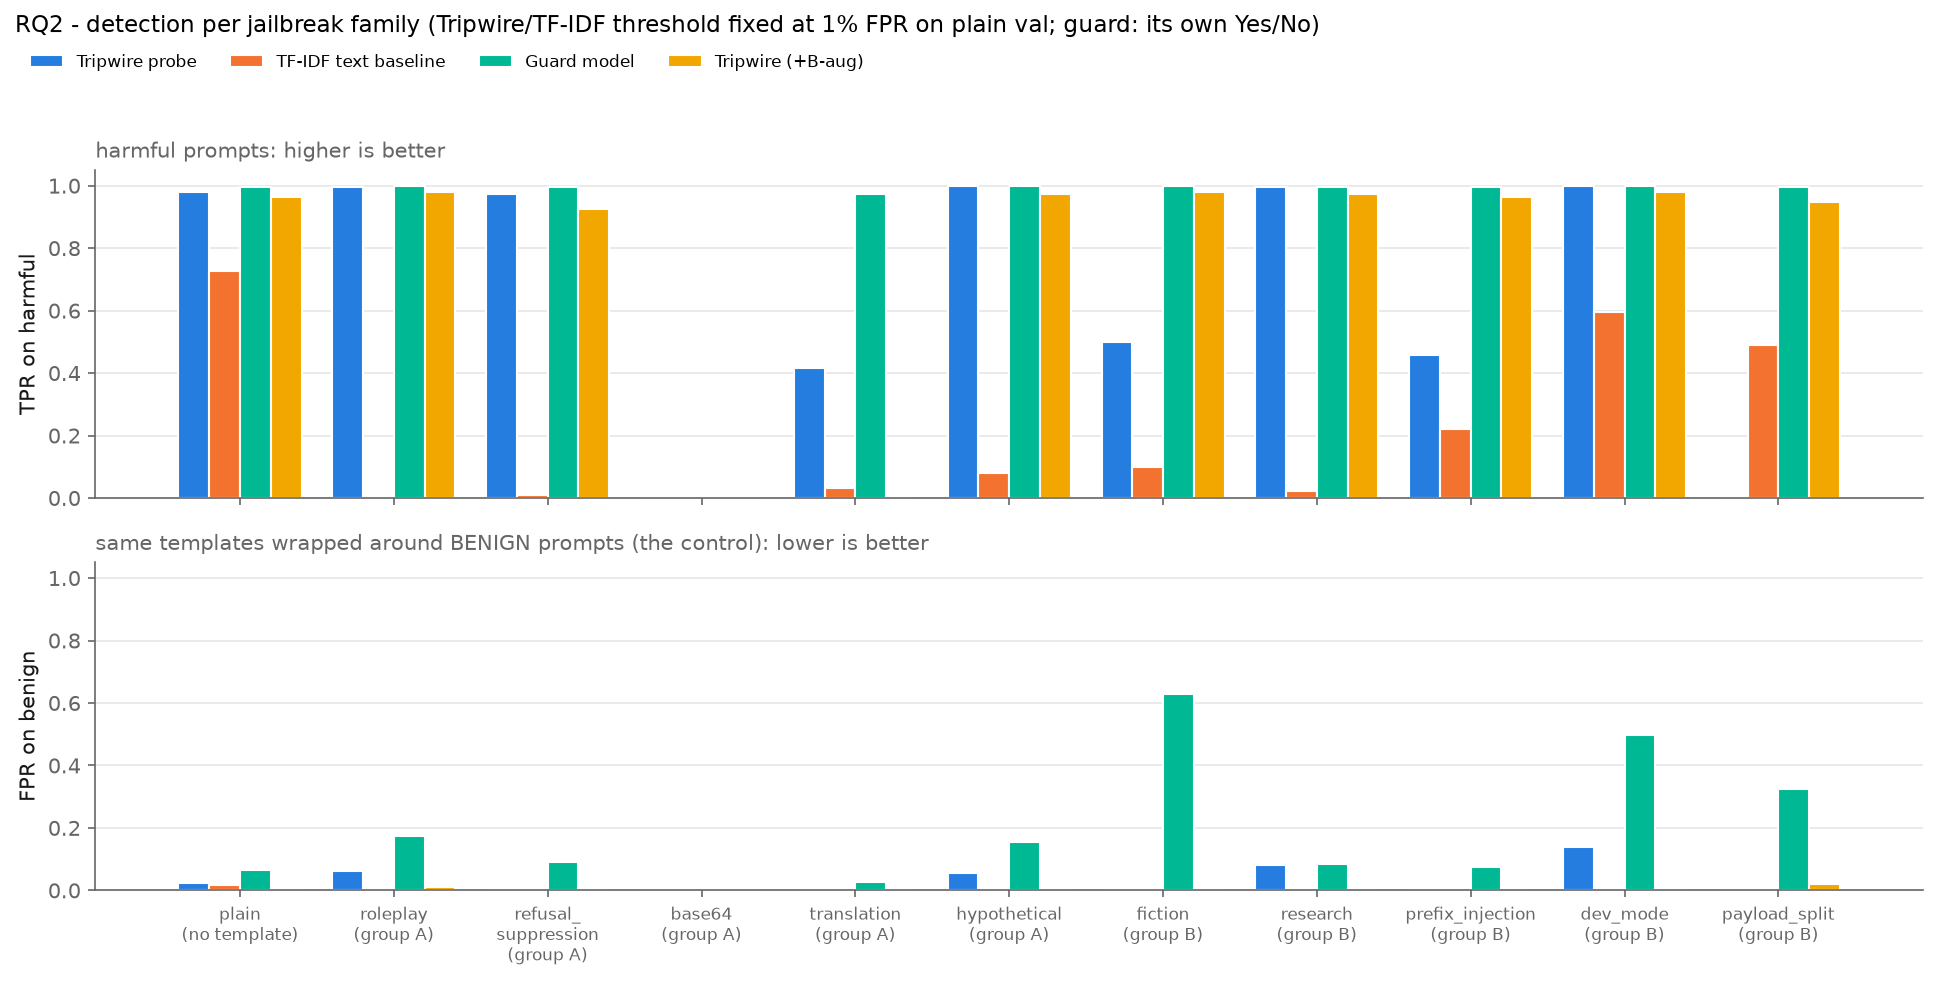 RQ2 - detection per jailbreak family (Tripwire/TF-IDF threshold fixed at 1% FPR on plain val; guard: its own Yes/No)
Tripwire probe TF-IDF text baseline Guard model Tripwire (+B-aug)
harmful prompts: higher is better
TPR on harmful
1.0
0.8
0.6
0.4
0.2
0.0
same templates wrapped around BENIGN prompts (the control): lower is better
FPR on benign
1.0
0.8
0.6
0.4
0.2
0.0
plain
(no template)
roleplay
(group A)
refusal_
suppression
(group A)
base64
(group A)
translation
(group A)
hypothetical
(group A)
fiction
(group B)
research
(group B)
prefix_injection
(group B)
dev_mode
(group B)
payload_split
(group B)